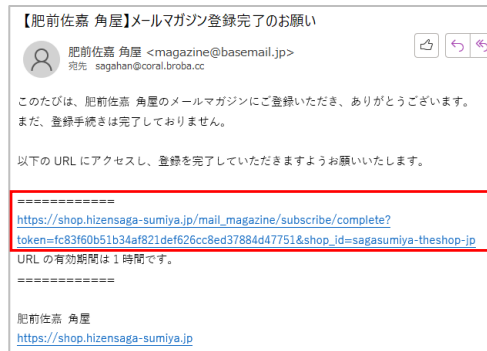 【肥前佐嘉 角屋】メールマガジン登録完了のお願い
肥前佐嘉 角屋 <magazine@basemail.jp>
宛先 sagahan@coral.broba.cc
このたびは、肥前佐嘉 角屋のメールマガジンにご登録いただき、ありがとうございます。
まだ、登録手続きは完了しておりません。
以下の URL にアクセスし、登録を完了していただきますようお願いいたします。
============
https://shop.hizensaga-sumiya.jp/mail_magazine/subscribe/complete?
token=fc83f60b51b34af821def626cc8ed37884d47751&shop_id=sagasumiya-theshop-jp
URL の有効期間は 1 時間です。
============
肥前佐嘉 角屋
https://shop.hizensaga-sumiya.jp